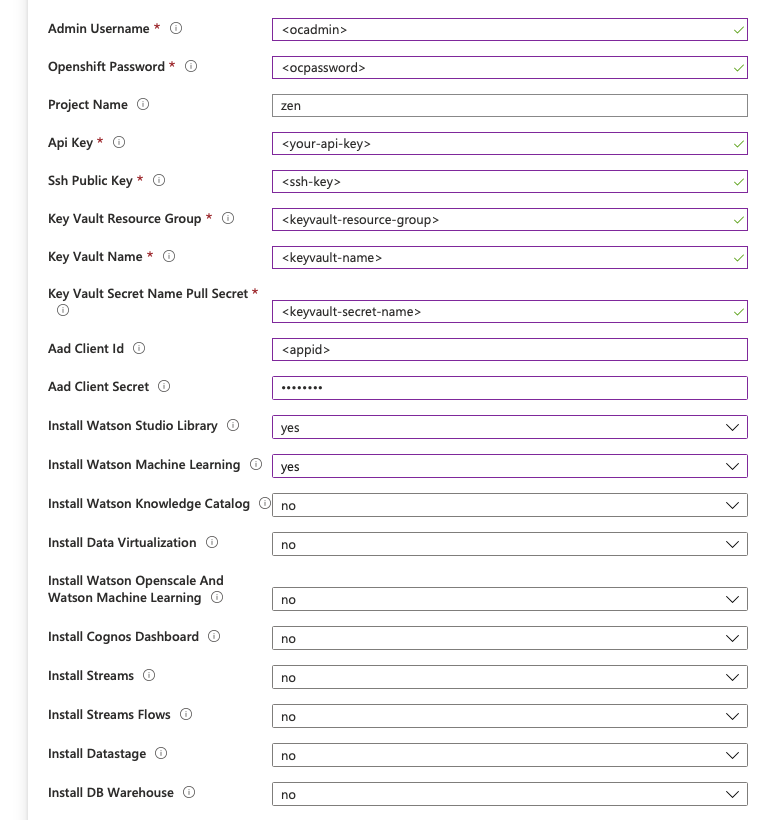 Admin Username * <ocadmin>
Openshift Password * <ocpassword>
Project Name zen
Api Key * <your-api-key>
Ssh Public Key * <ssh-key>
Key Vault Resource Group * <keyvault-resource-group>
Key Vault Name * <keyvault-name>
Key Vault Secret Name Pull Secret *
<keyvault-secret-name>
Aad Client Id <appid>
Aad Client Secret ••••••••
Install Watson Studio Library yes
Install Watson Machine Learning yes
Install Watson Knowledge Catalog no
Install Data Virtualization no
Install Watson Openscale And
Watson Machine Learning no
Install Cognos Dashboard no
Install Streams no
Install Streams Flows no
Install Datastage no
Install DB Warehouse no